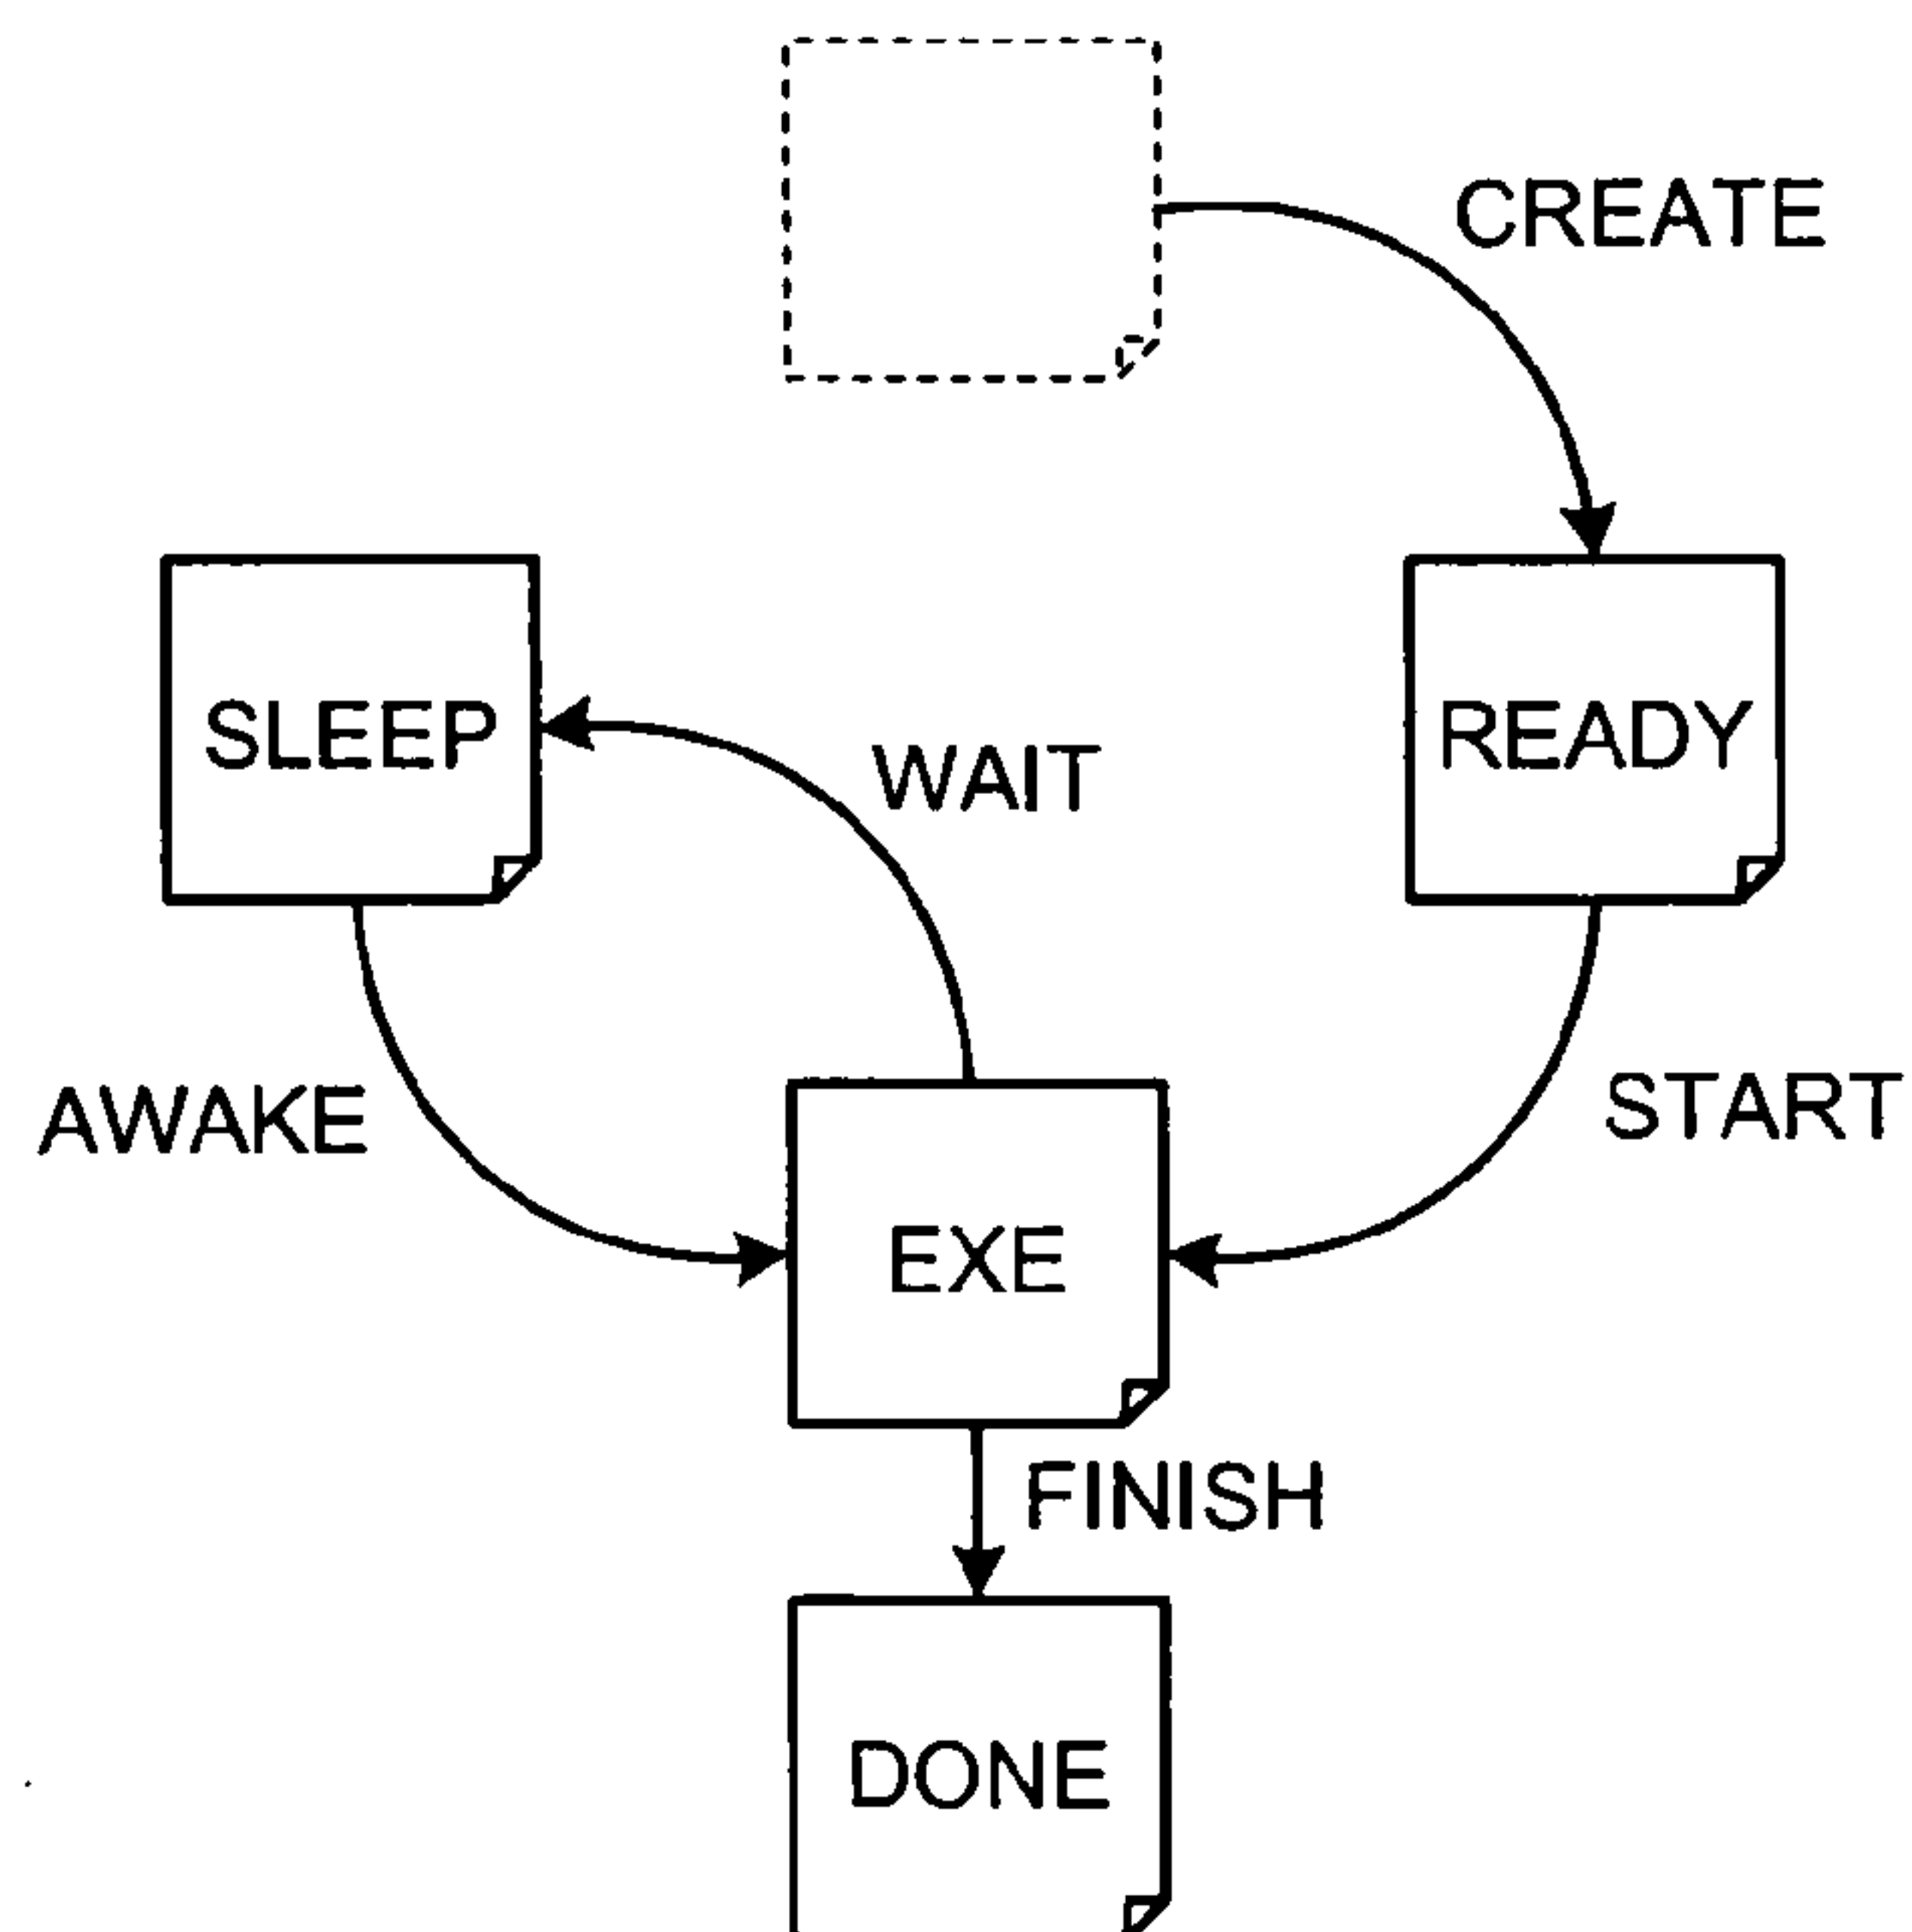 CREATE
SLEEP
READY
WAIT
AWAKE
START
EXE
FINISH
DONE